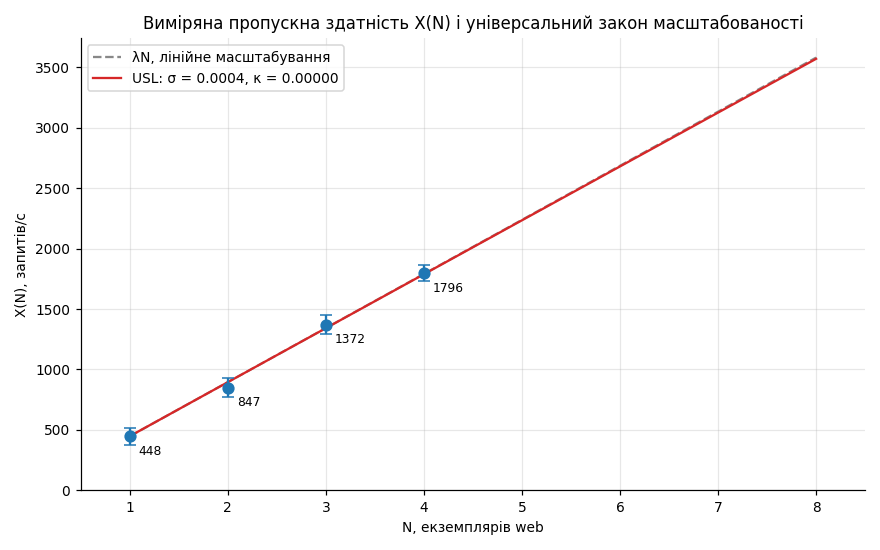 Виміряна пропускна здатність X(N) і універсальний закон масштабованості
λN, лінійне масштабування
USL: σ = 0.0004, κ = 0.00000
X(N), запитів/с
3500
3000
2500
2000
1500
1000
500
0
448
847
1372
1796
1 2 3 4 5 6 7 8
N, екземплярів web